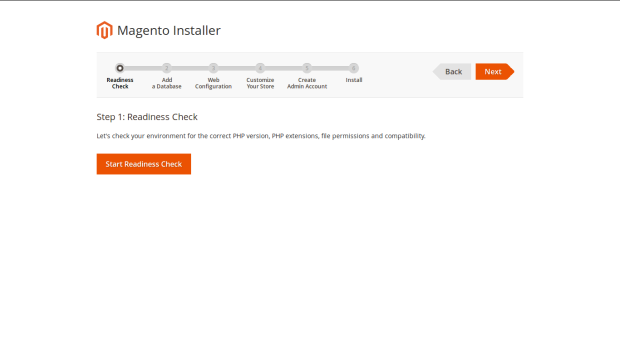 Magento Installer
Readiness
Check
Add
a Database
Web
Configuration
Customize
Your Store
Create
Admin Account
Install
Back
Next
Step 1: Readiness Check
Let's check your environment for the correct PHP version, PHP extensions, file permissions and compatibility.
Start Readiness Check